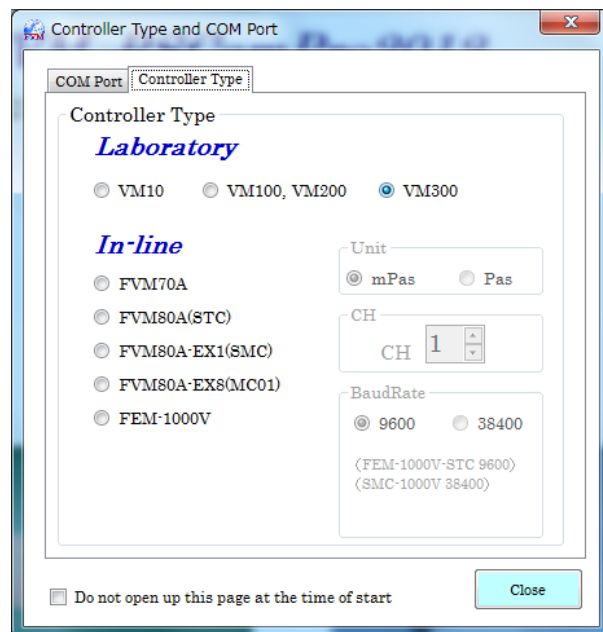 Controller Type and COM Port
COM Port Controller Type
Controller Type
Laboratory
VM10 VM100, VM200 VM300
In-line
FVM70A
FVM80A(STC)
FVM80A-EX1(SMC)
FVM80A-EX8(MC01)
FEM-1000V
Unit
mPas Pas
CH
CH 1
BaudRate
9600 38400
(FEM-1000V-STC 9600)
(SMC-1000V 38400)
Do not open up this page at the time of start
Close